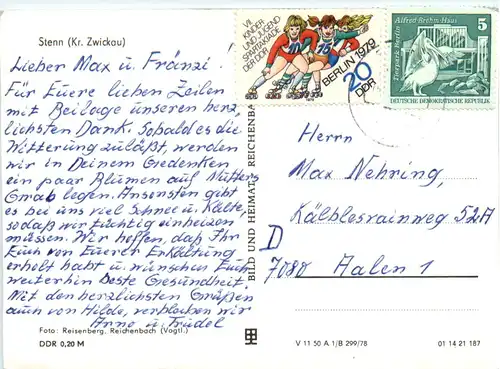 Stenn (Kr. Zwickau)
Lieber Max u. Fränzi!
Für Euere lieben Zeilen
mit Beilage unseren herz
lichsten Dank. Sobald es die
Witterung zuläßt, werden
wir in Deinem Gedenken
ein paar Blumen auf Mutters
Grab legen. Ansonsten gibt
es bei uns viel Schnee u. Kälte,
sodaß wir tüchtig einheizen
müssen. Wir hoffen, daß Ihr
Euch von Euerer Erkältung
erholt habt u. wünschen Euch
weiterhin beste Gesundheit.
Mit den herzlichsten Grüßen
auch von Hilde, verbleiben wir
Arno u. Trudel
Foto: Reisenberg, Reichenbach (Vogtl.)
DDR 0,20 M
BILD UND HEIMAT REICHENBA
VII.
KINDER
UND JUGEND
SPARTAKIADE
DER DDR
BERLIN 1979
20
DDR
Alfred-Brehm-Haus
5
Tierpark Berlin
DEUTSCHE DEMOKRATISCHE REPUBLIK
Herrn
Max Nehring,
Kälblesrainweg 52A
D
7080 Aalen 1
V 11 50 A 1/B 299/78
01 14 21 187